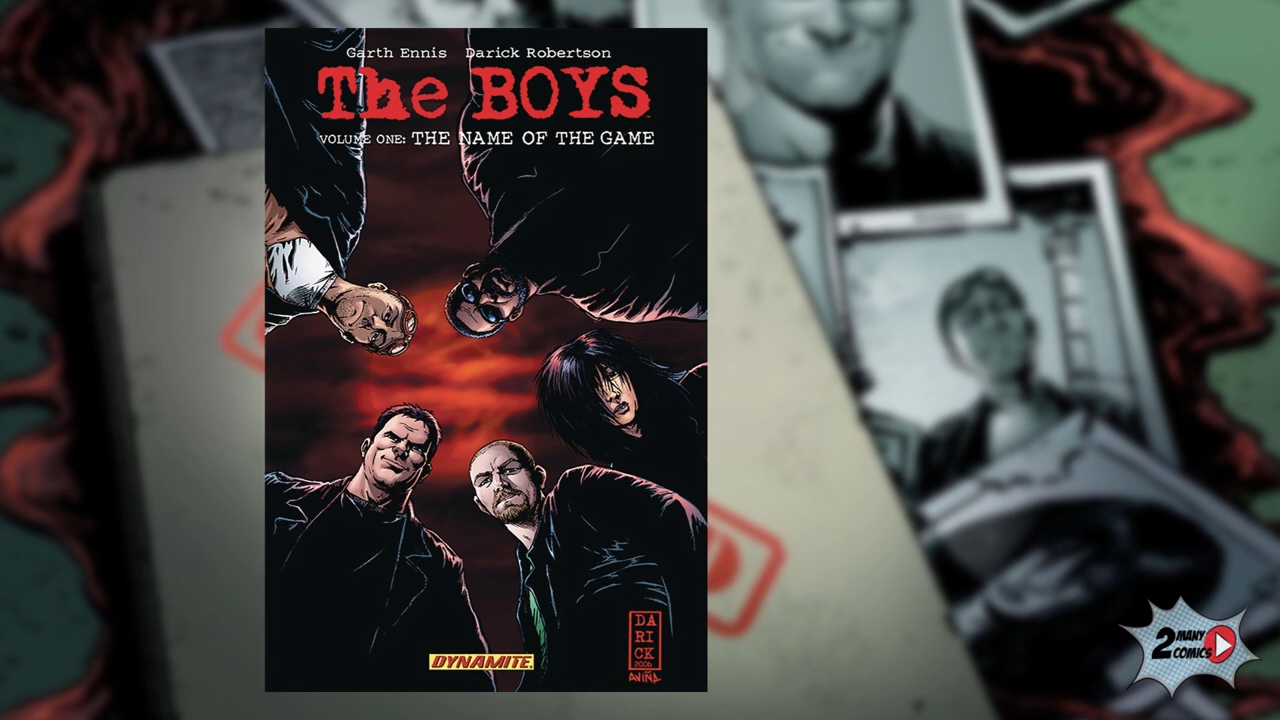 Garth Ennis Darick Robertson
The BOYS
VOLUME ONE: THE NAME OF THE GAME
DYNAMITE.
DA
RI
CK
2006
AVIÑA
2 MANY
COMICS